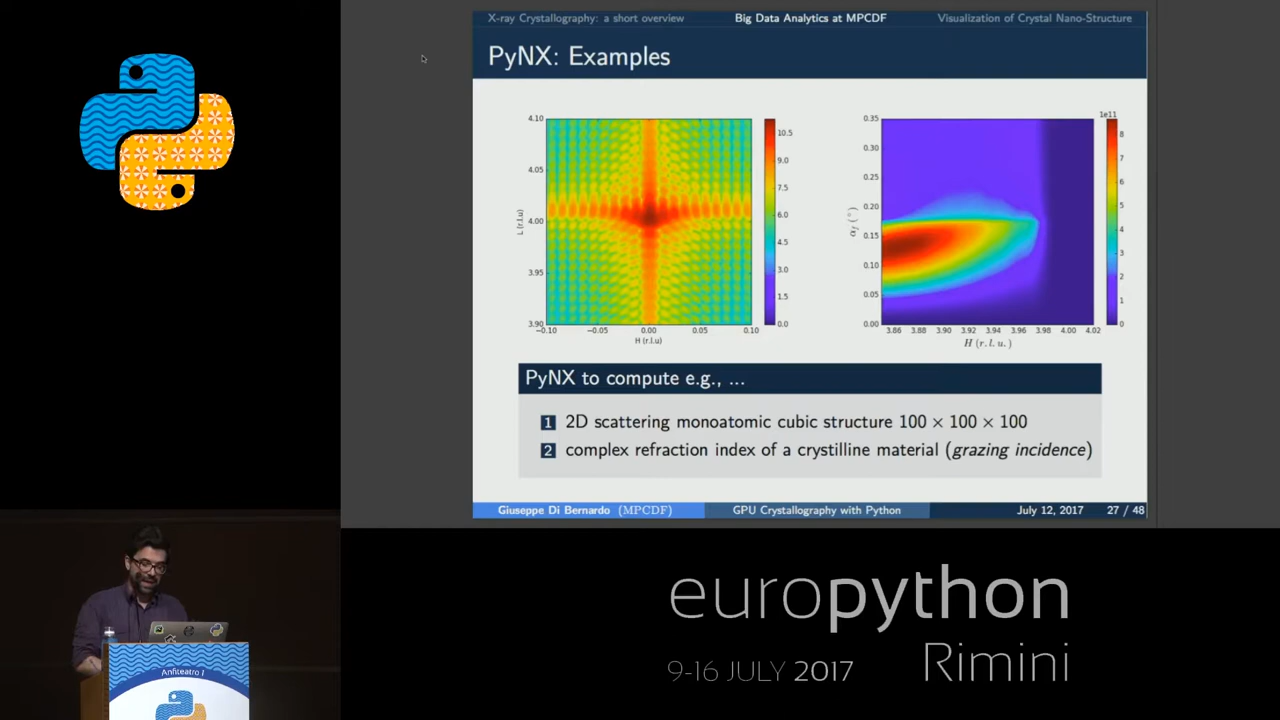 X-ray Crystallography: a short overview
Big Data Analytics at MPCDF
Visualization of Crystal Nano-Structure
PyNX: Examples
4.10
4.05
4.00
3.95
3.90
L (r.l.u)
−0.10
−0.05
0.00
0.05
0.10
H (r.l.u)
10.5
9.0
7.5
6.0
4.5
3.0
1.5
0.0
0.35
0.30
0.25
0.20
0.15
0.10
0.05
0.00
αf (°)
3.86
3.88
3.90
3.92
3.94
3.96
3.98
4.00
4.02
H (r. l. u.)
1e11
8
7
6
5
4
3
2
1
0
PyNX to compute e.g., ...
1 2D scattering monoatomic cubic structure 100 × 100 × 100
2 complex refraction index of a crystilline material (grazing incidence)
Giuseppe Di Bernardo (MPCDF)
GPU Crystallography with Python
July 12, 2017
27 / 48
Anfiteatro I
europython
9-16 JULY 2017
Rimini